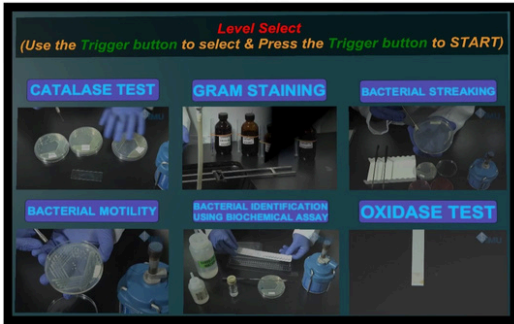 Level Select
(Use the Trigger button to select & Press the Trigger button to START)
CATALASE TEST
GRAM STAINING
BACTERIAL STREAKING
BACTERIAL MOTILITY
BACTERIAL IDENTIFICATION
USING BIOCHEMICAL ASSAY
OXIDASE TEST